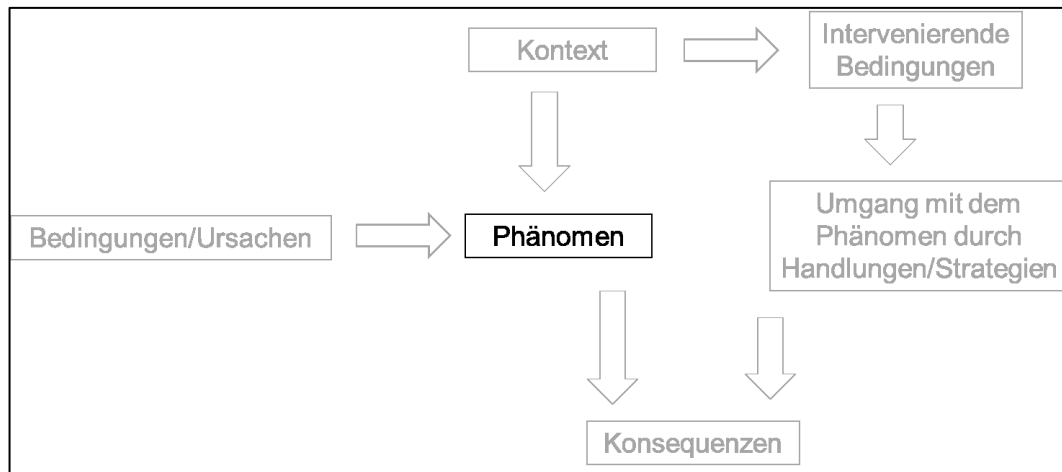 Kontext
Intervenierende
Bedingungen
Bedingungen/Ursachen
Phänomen
Umgang mit dem
Phänomen durch
Handlungen/Strategien
Konsequenzen